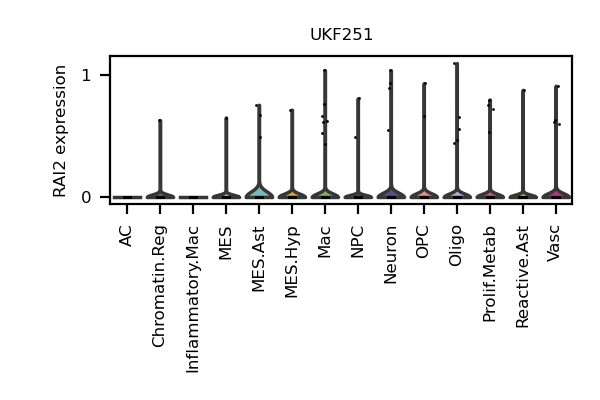 UKF251
RAI2 expression
1
0
AC
Chromatin.Reg
Inflammatory.Mac
MES
MES.Ast
MES.Hyp
Mac
NPC
Neuron
OPC
Oligo
Prolif.Metab
Reactive.Ast
Vasc